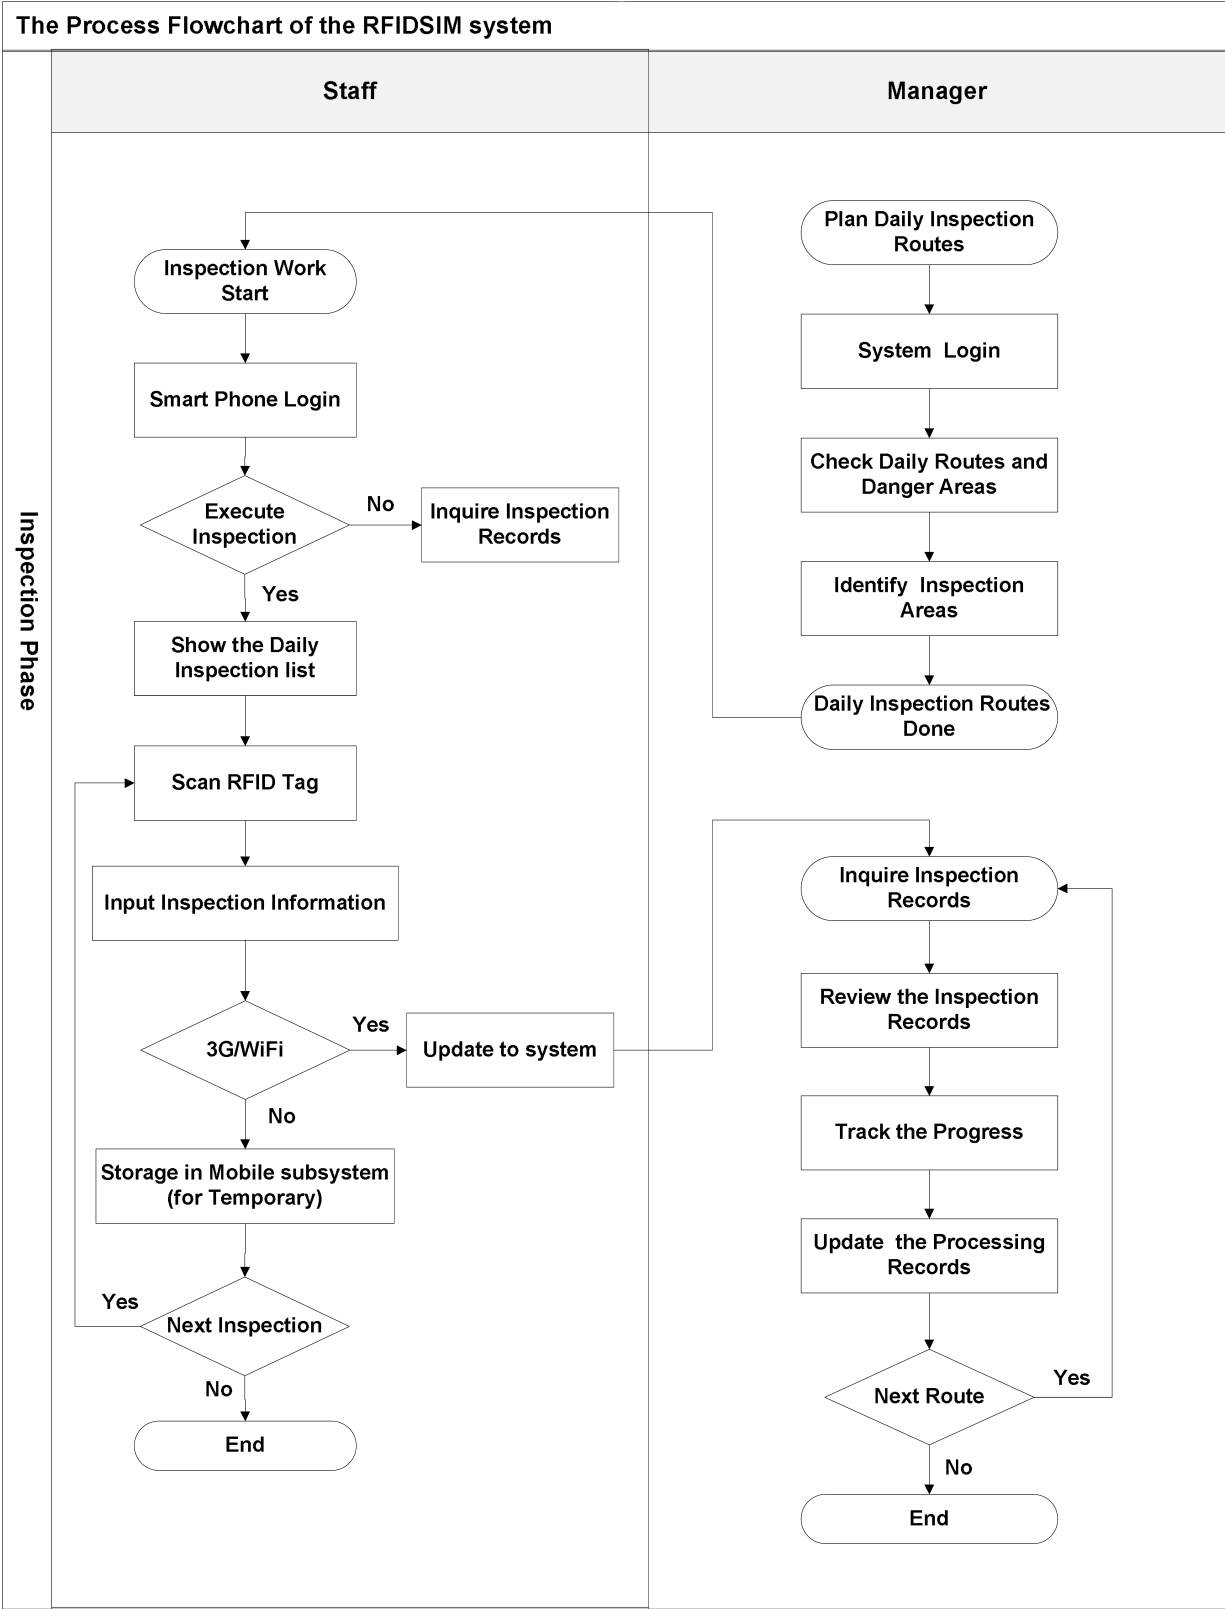 The Process Flowchart of the RFIDSIM system
Staff
Manager
Inspection Phase
Inspection Work
Start
Smart Phone Login
Execute
Inspection
No
Inquire Inspection
Records
Yes
Show the Daily
Inspection list
Scan RFID Tag
Input Inspection Information
3G/WiFi
Yes
Update to system
No
Storage in Mobile subsystem
(for Temporary)
Yes
Next Inspection
No
End
Plan Daily Inspection
Routes
System Login
Check Daily Routes and
Danger Areas
Identify Inspection
Areas
Daily Inspection Routes
Done
Inquire Inspection
Records
Review the Inspection
Records
Track the Progress
Update the Processing
Records
Next Route
Yes
No
End